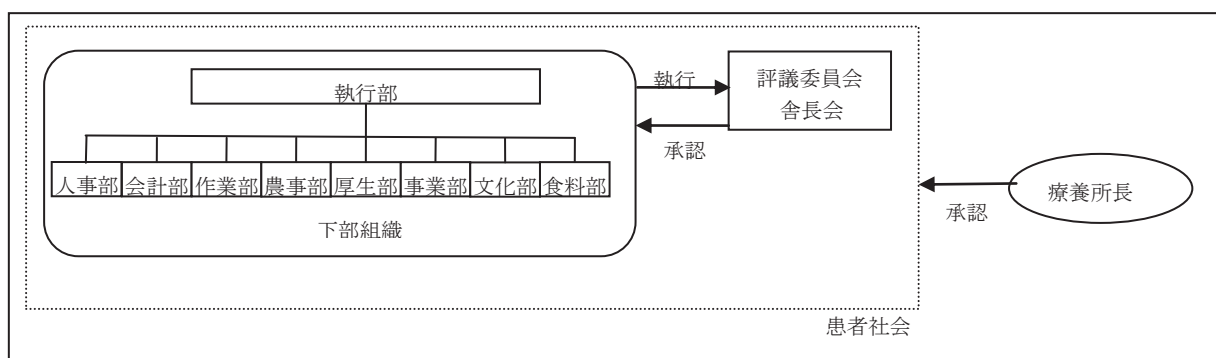 執行部
人事部
会計部
作業部
農事部
厚生部
事業部
文化部
食料部
下部組織
執行
承認
評議委員会
舎長会
承認
療養所長
患者社会